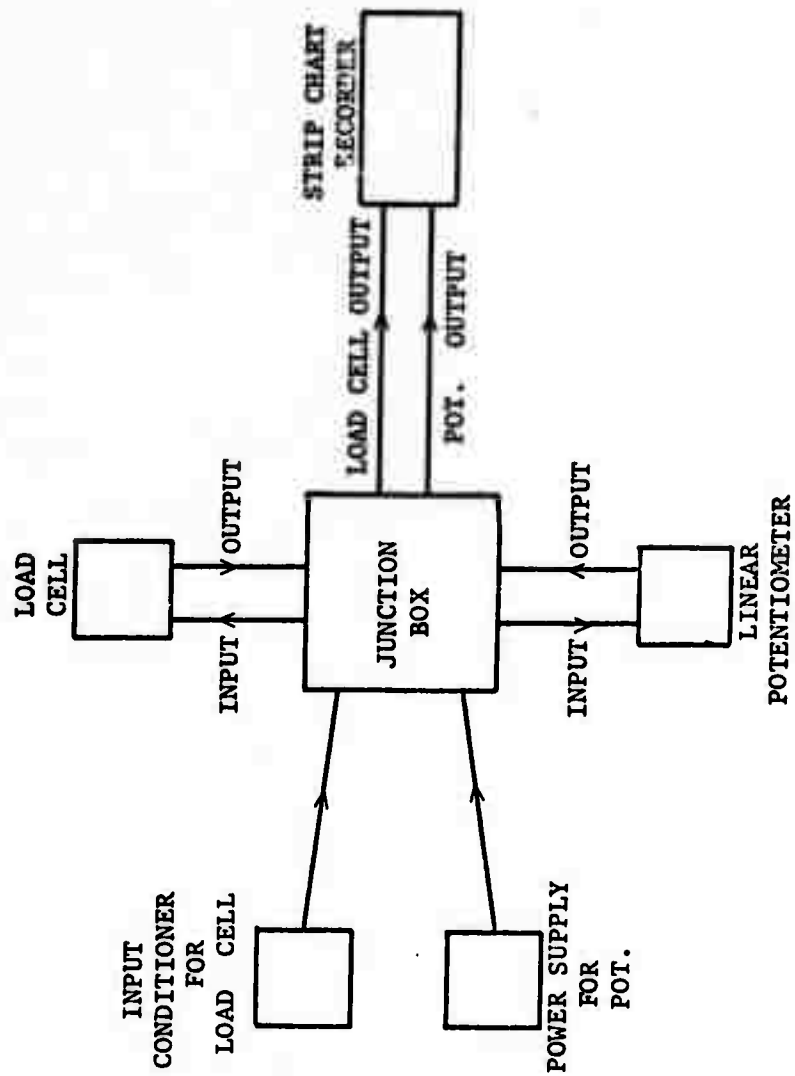 INPUT
CONDITIONER
FOR
LOAD CELL
POWER SUPPLY
FOR
POT.
LOAD
CELL
INPUT
OUTPUT
JUNCTION
BOX
INPUT
OUTPUT
LINEAR
POTENTIOMETER
LOAD CELL OUTPUT
POT. OUTPUT
STRIP CHART
RECORDER